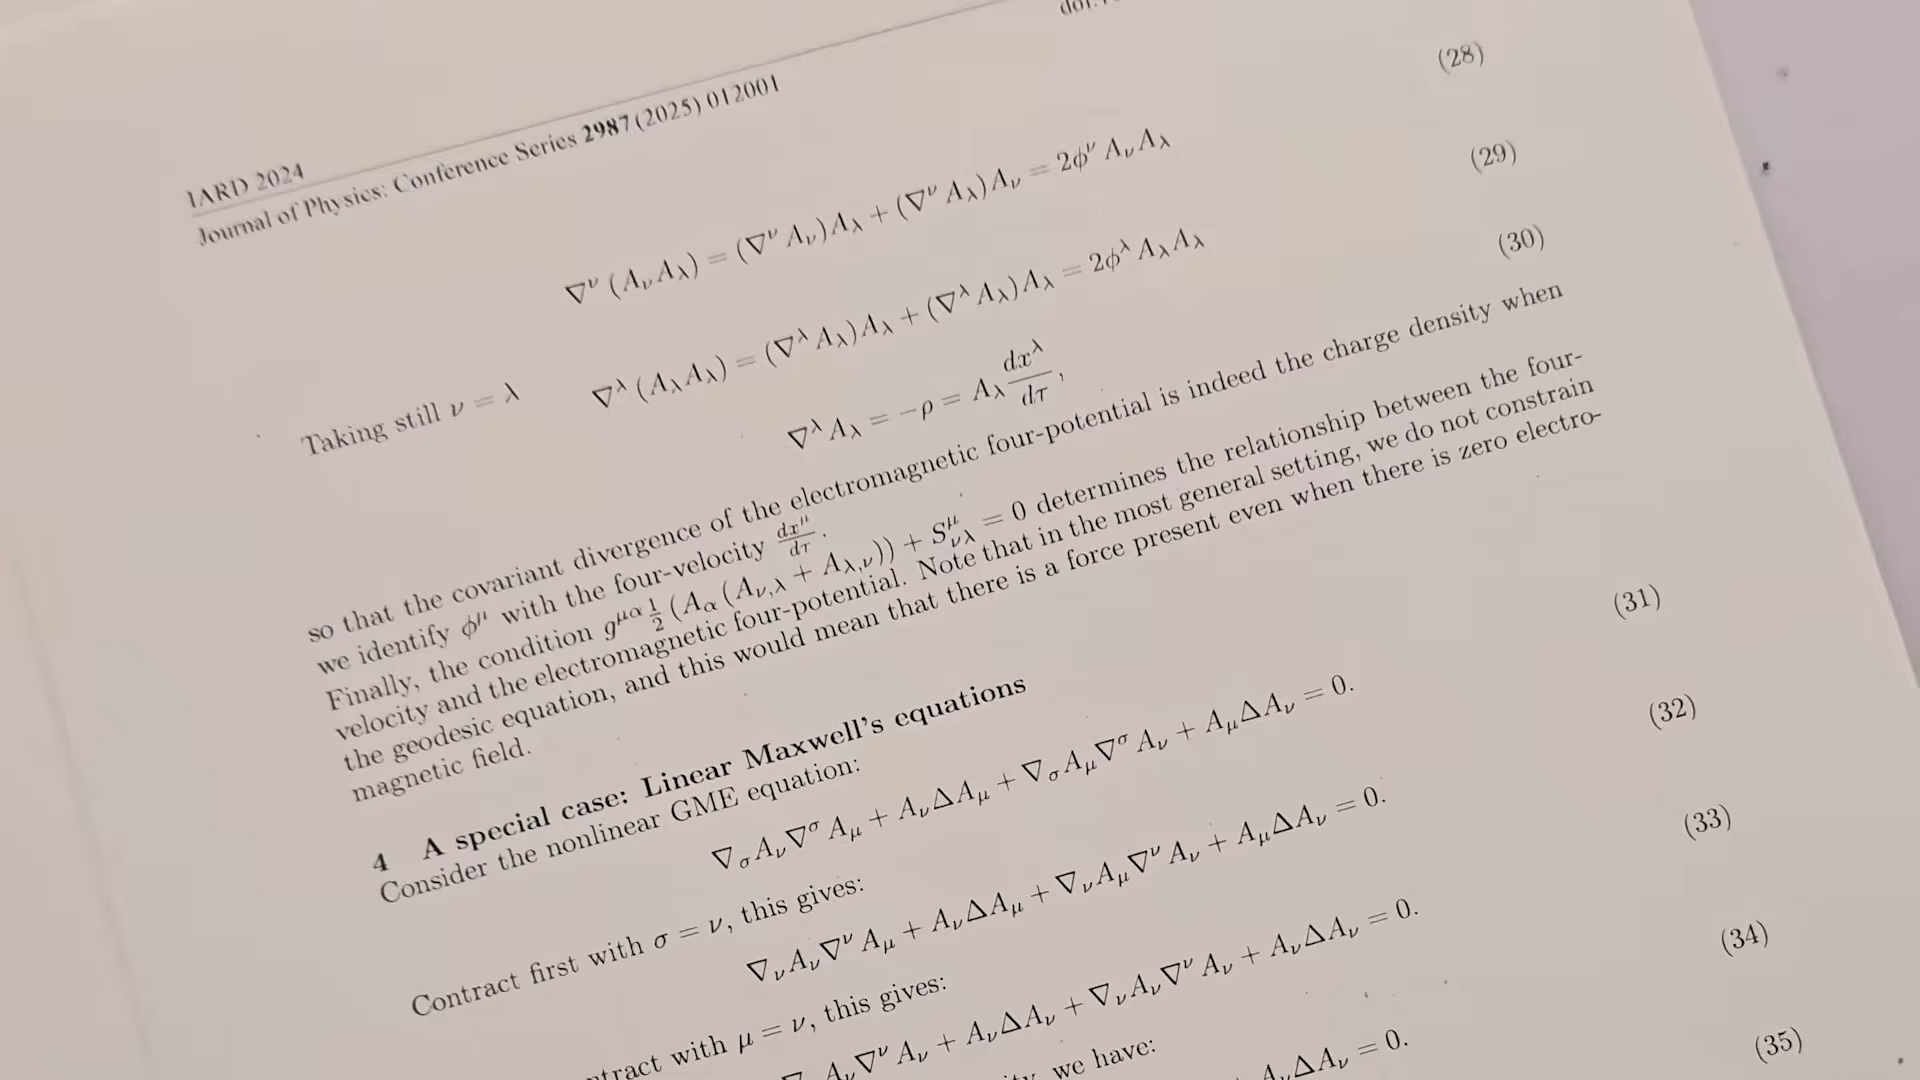 doi:
IARD 2024
Journal of Physics: Conference Series 2987 (2025) 012001
(28)
∇^ν (A_ν A_λ) = (∇^ν A_ν)A_λ + (∇^ν A_λ)A_ν = 2ϕ^ν A_ν A_λ (29)
Taking still ν = λ
∇^λ (A_λ A_λ) = (∇^λ A_λ)A_λ + (∇^λ A_λ)A_λ = 2ϕ^λ A_λ A_λ (30)
∇^λ A_λ = −ρ = A_λ dx^λ/dτ,
so that the covariant divergence of the electromagnetic four-potential is indeed the charge density when
we identify ϕ^μ with the four-velocity dx^μ/dτ.
Finally, the condition g^{μα} 1/2 (A_α (A_{ν,λ} + A_{λ,ν})) + S^μ_{νλ} = 0 determines the relationship between the four-
velocity and the electromagnetic four-potential. Note that in the most general setting, we do not constrain
the geodesic equation, and this would mean that there is a force present even when there is zero electro-
magnetic field.
4 A special case: Linear Maxwell's equations
Consider the nonlinear GME equation:
∇_σ A_ν ∇^σ A_μ + A_ν ΔA_μ + ∇_σ A_μ ∇^σ A_ν + A_μ ΔA_ν = 0. (31)
Contract first with σ = ν, this gives:
∇_ν A_ν ∇^ν A_μ + A_ν ΔA_μ + ∇_ν A_μ ∇^ν A_ν + A_μ ΔA_ν = 0. (32)
with μ = ν, this gives:
A_ν ∇^ν A_ν + A_ν ΔA_ν + ∇_ν A_ν ∇^ν A_ν + A_ν ΔA_ν = 0. (33)
we have:
A_ν ΔA_ν = 0. (34)
(35)